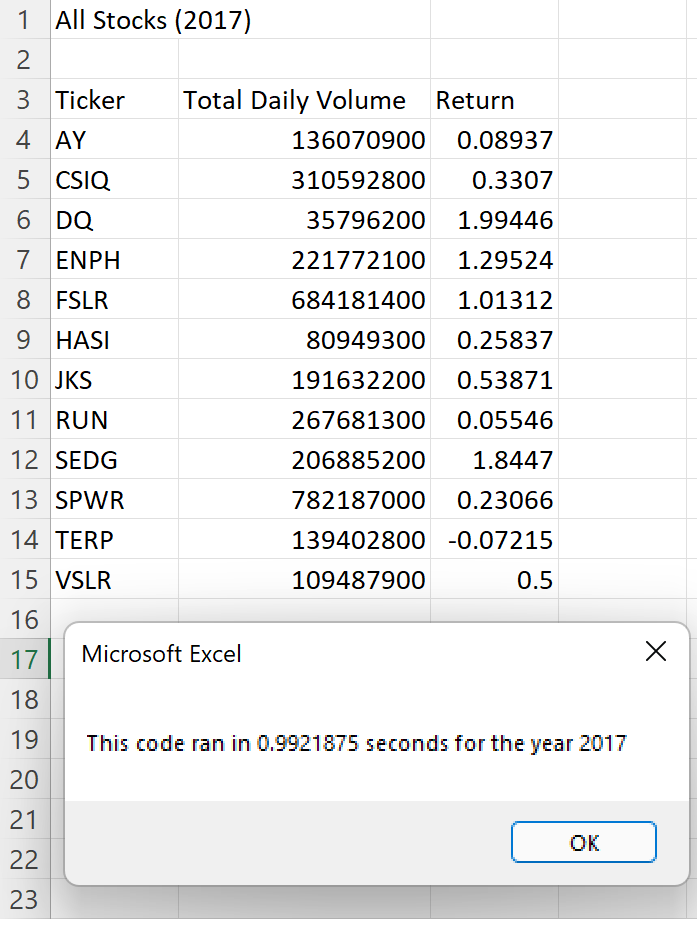 1 All Stocks (2017)
2
3 Ticker Total Daily Volume Return
4 AY 136070900 0.08937
5 CSIQ 310592800 0.3307
6 DQ 35796200 1.99446
7 ENPH 221772100 1.29524
8 FSLR 684181400 1.01312
9 HASI 80949300 0.25837
10 JKS 191632200 0.53871
11 RUN 267681300 0.05546
12 SEDG 206885200 1.8447
13 SPWR 782187000 0.23066
14 TERP 139402800 -0.07215
15 VSLR 109487900 0.5
16
17 Microsoft Excel
18
19 This code ran in 0.9921875 seconds for the year 2017
20
21
22 OK
23